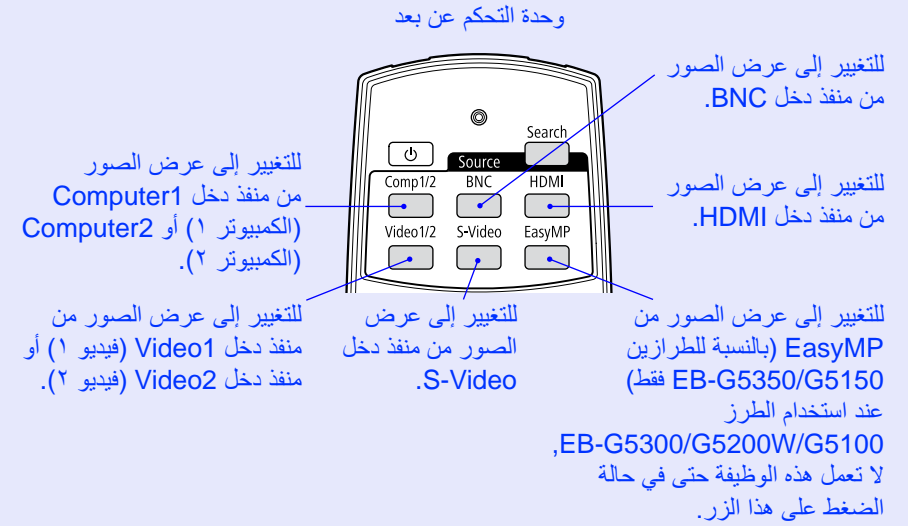 وحدة التحكم عن بعد
للتغيير إلى عرض الصور
من منفذ دخل BNC.
للتغيير إلى عرض الصور
من منفذ دخل HDMI.
Search
Source
Comp1/2 BNC HDMI
Video1/2 S-Video EasyMP
للتغيير إلى عرض الصور
من منفذ دخل Computer1
(الكمبيوتر ١) أو Computer2
(الكمبيوتر ٢).
للتغيير إلى عرض الصور من
EasyMP (بالنسبة للطرازين
EB-G5350/G5150 فقط)
عند استخدام الطرز
EB-G5300/G5200W/G5100,
لا تعمل هذه الوظيفة حتى في حالة
الضغط على هذا الزر.
للتغيير إلى عرض
الصور من منفذ دخل
S-Video.
للتغيير إلى عرض الصور من
منفذ دخل Video1 (فيديو ١) أو
منفذ دخل Video2 (فيديو ٢).